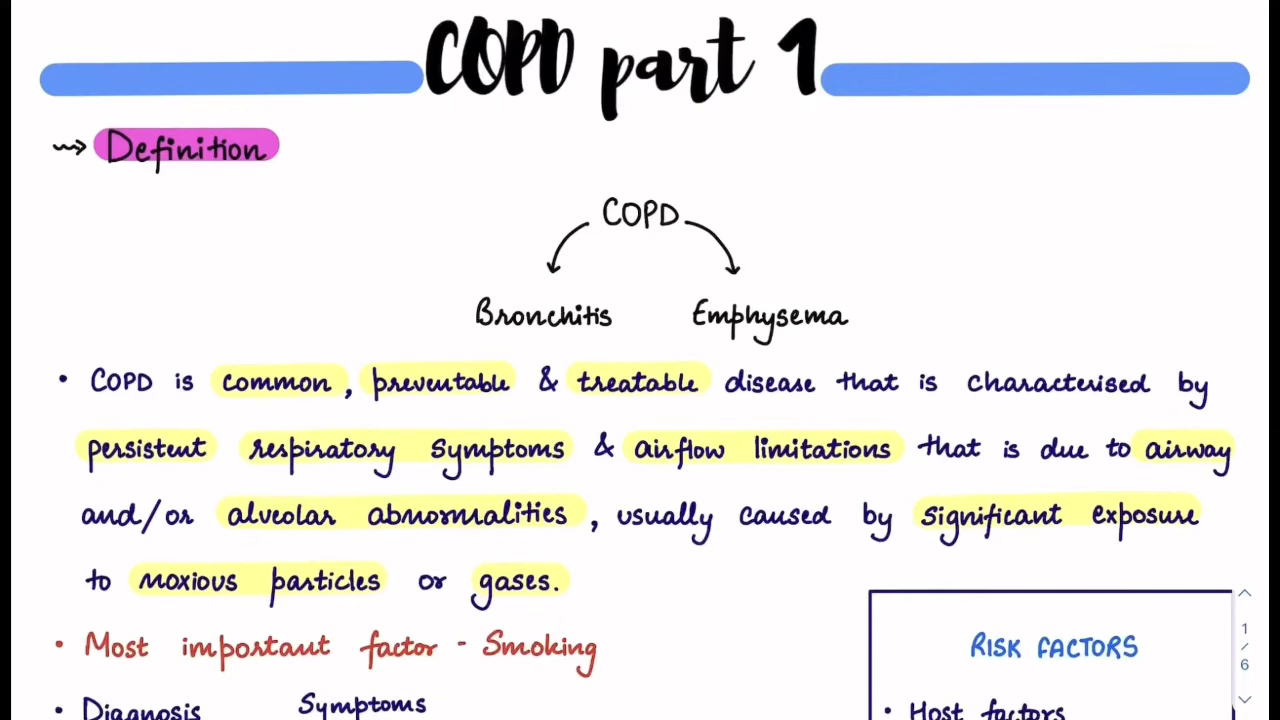 COPD part 1
⇝ Definition
COPD
Bronchitis Emphysema
• COPD is common, preventable & treatable disease that is characterised by
persistent respiratory symptoms & airflow limitations that is due to airway
and/or alveolar abnormalities, usually caused by significant exposure
to noxious particles or gases.
• Most important factor - Smoking
• Diagnosis Symptoms
RISK FACTORS
• Host factors
1
/
6